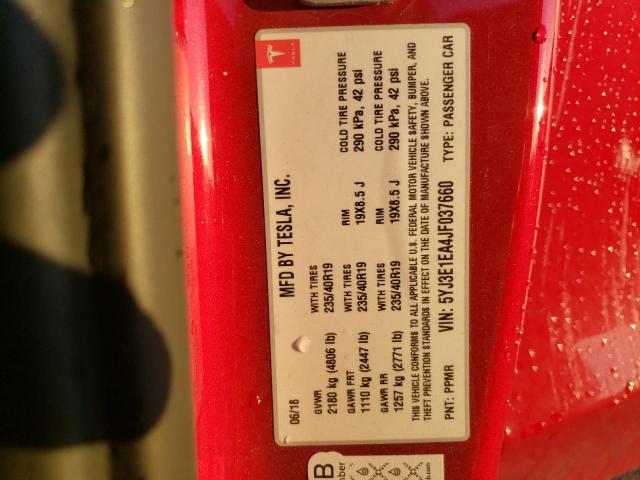 TESLA
MFD BY TESLA, INC.
06/18
GVWR WITH TIRES RIM COLD TIRE PRESSURE
2180 kg (4806 lb) 235/40R19
GAWR FRT WITH TIRES RIM COLD TIRE PRESSURE
1110 kg (2447 lb) 235/40R19 19X8.5 J 290 kPa, 42 psi
GAWR RR WITH TIRES RIM COLD TIRE PRESSURE
1257 kg (2771 lb) 235/40R19 19X8.5 J 290 kPa, 42 psi
THIS VEHICLE CONFORMS TO ALL APPLICABLE U.S. FEDERAL MOTOR VEHICLE SAFETY, BUMPER, AND
THEFT PREVENTION STANDARDS IN EFFECT ON THE DATE OF MANUFACTURE SHOWN ABOVE.
PNT: PPMR VIN: 5YJ3E1EA4JF037660 TYPE: PASSENGER CAR
B